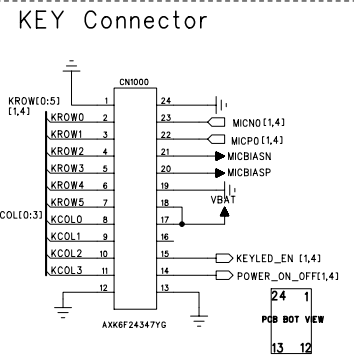 KEY Connector
CN1000
KROW[0:5]
[1,4]
1 24
KROW0 2 23 MICN0[1,4]
KROW1 3 22 MICP0[1,4]
KROW2 4 21 MICBIASN
KROW3 5 20 MICBIASP
KROW4 6 19
VBAT
KROW5 7 18
COL[0:3]
KCOL0 8 17
KCOL1 9 16
KCOL2 10 15 KEYLED_EN [1,4]
KCOL3 11 14 POWER_ON_OFF[1,4]
12 13
AXK6F24347YG
24 1
PCB BOT VIEW
13 12